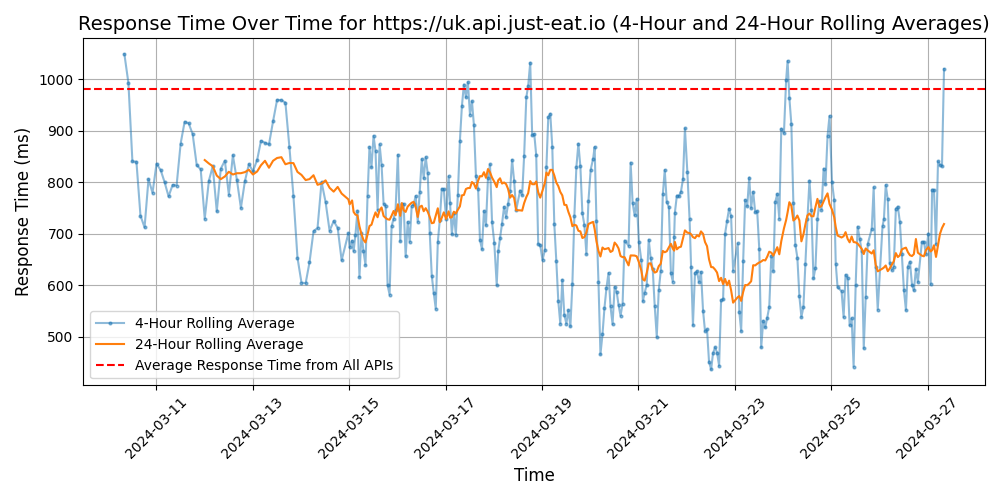 Response Time Over Time for https://uk.api.just-eat.io (4-Hour and 24-Hour Rolling Averages)
Response Time (ms)
1000
900
800
700
600
500
4-Hour Rolling Average
24-Hour Rolling Average
Average Response Time from All APIs
2024-03-11
2024-03-13
2024-03-15
2024-03-17
2024-03-19
2024-03-21
2024-03-23
2024-03-25
2024-03-27
Time